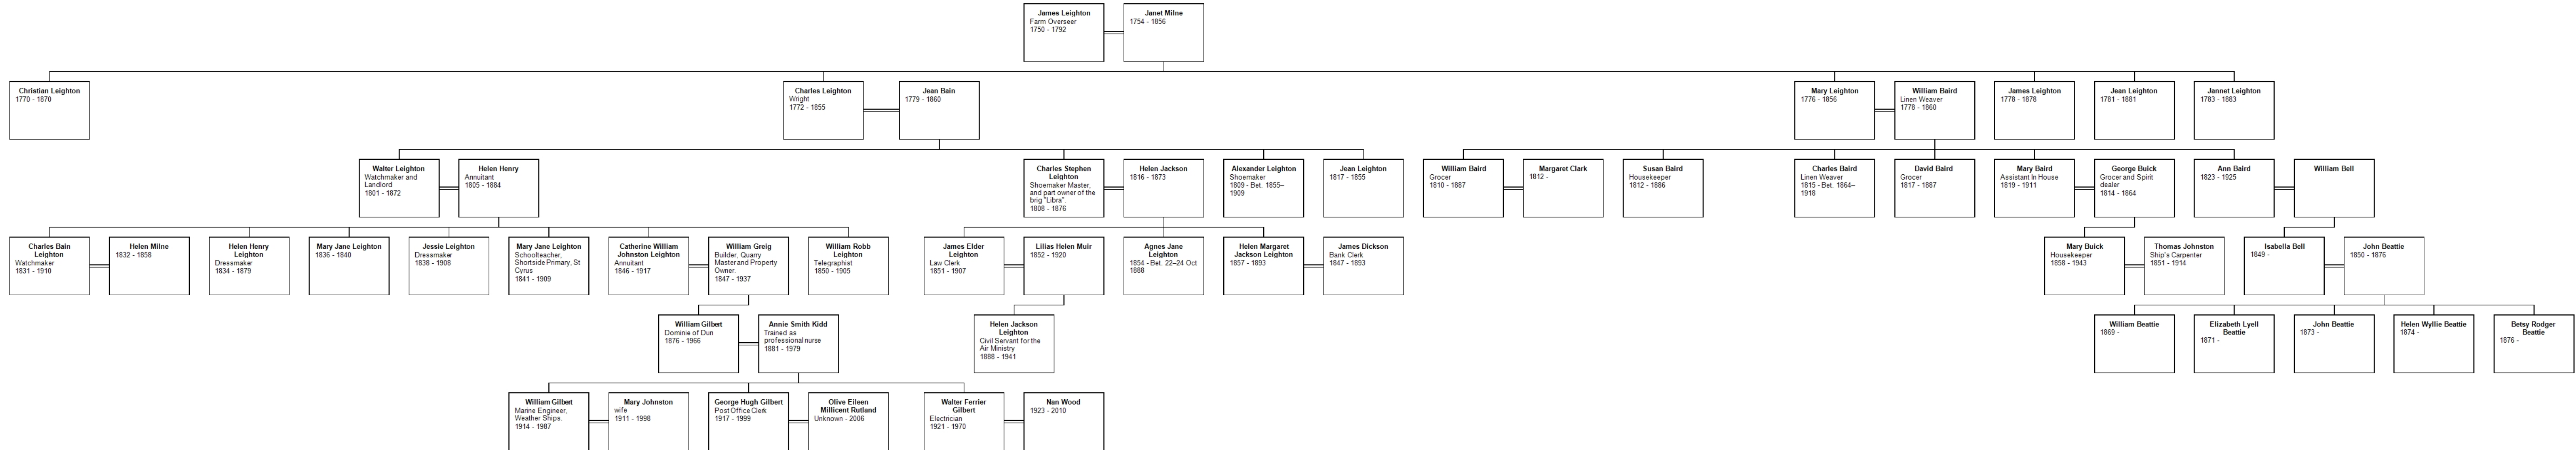 James Leighton
Farm Overseer
1750 - 1792
Janet Milne
1754 - 1856
Christian Leighton
1770 - 1870
Charles Leighton
Wright
1772 - 1855
Jean Bain
1779 - 1860
Mary Leighton
1776 - 1856
William Baird
Linen Weaver
1778 - 1860
James Leighton
1778 - 1878
Jean Leighton
1781 - 1881
Jannet Leighton
1783 - 1883
Walter Leighton
Watchmaker and
Landlord
1801 - 1872
Helen Henry
Annuitant
1805 - 1884
Charles Stephen
Leighton
Shoemaker Master,
and part owner of the
brig "Libra".
1808 - 1876
Helen Jackson
1816 - 1873
Alexander Leighton
Shoemaker
1809 - Bet. 1855–
1909
Jean Leighton
1817 - 1855
William Baird
Grocer
1810 - 1887
Margaret Clark
1812 -
Susan Baird
Housekeeper
1812 - 1886
Charles Baird
Linen Weaver
1815 - Bet. 1864–
1918
David Baird
Grocer
1817 - 1887
Mary Baird
Assistant In House
1819 - 1911
George Buick
Grocer and Spirit
dealer
1814 - 1864
Ann Baird
1823 - 1925
William Bell
Charles Bain
Leighton
Watchmaker
1831 - 1910
Helen Milne
1832 - 1858
Helen Henry
Leighton
Dressmaker
1834 - 1879
Mary Jane Leighton
1836 - 1840
Jessie Leighton
Dressmaker
1838 - 1908
Mary Jane Leighton
Schoolteacher,
Shortside Primary, St
Cyrus
1841 - 1909
Catherine William
Johnston Leighton
Annuitant
1846 - 1917
William Greig
Builder, Quarry
Master and Property
Owner.
1847 - 1937
William Robb
Leighton
Telegraphist
1850 - 1905
James Elder
Leighton
Law Clerk
1851 - 1907
Lilias Helen Muir
1852 - 1920
Agnes Jane
Leighton
1854 - Bet. 22–24 Oct
1888
Helen Margaret
Jackson Leighton
1857 - 1893
James Dickson
Bank Clerk
1847 - 1893
Mary Buick
Housekeeper
1858 - 1943
Thomas Johnston
Ship's Carpenter
1851 - 1914
Isabella Bell
1849 -
John Beattie
1850 - 1876
William Gilbert
Dominie of Dun
1876 - 1966
Annie Smith Kidd
Trained as
professional nurse
1881 - 1979
Helen Jackson
Leighton
Civil Servant for the
Air Ministry
1888 - 1941
William Beattie
1869 -
Elizabeth Lyell
Beattie
1871 -
John Beattie
1873 -
Helen Wyllie Beattie
1874 -
Betsy Rodger
Beattie
1876 -
William Gilbert
Marine Engineer,
Weather Ships.
1914 - 1987
Mary Johnston
wife
1911 - 1998
George Hugh Gilbert
Post Office Clerk
1917 - 1999
Olive Eileen
Millicent Rutland
Unknown - 2006
Walter Ferrier
Gilbert
Electrician
1921 - 1970
Nan Wood
1923 - 2010